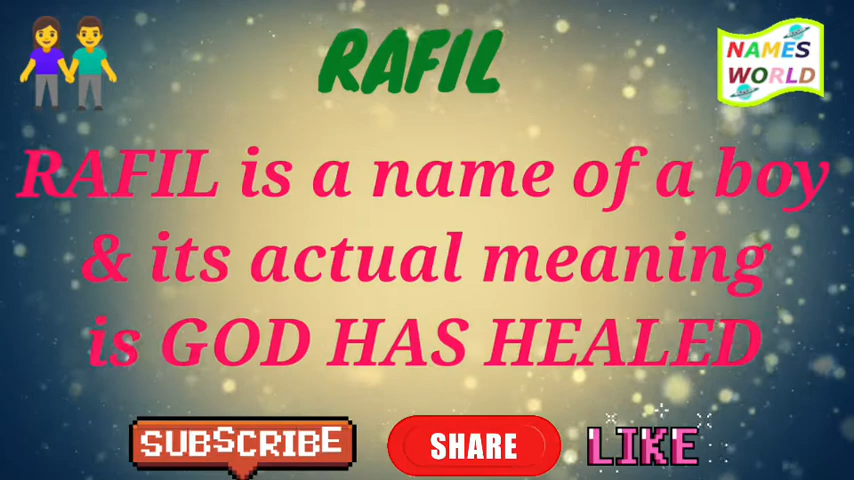 RAFIL
NAMES
WORLD
RAFIL is a name of a boy
& its actual meaning
is GOD HAS HEALED
SUBSCRIBE
SHARE
LIKE